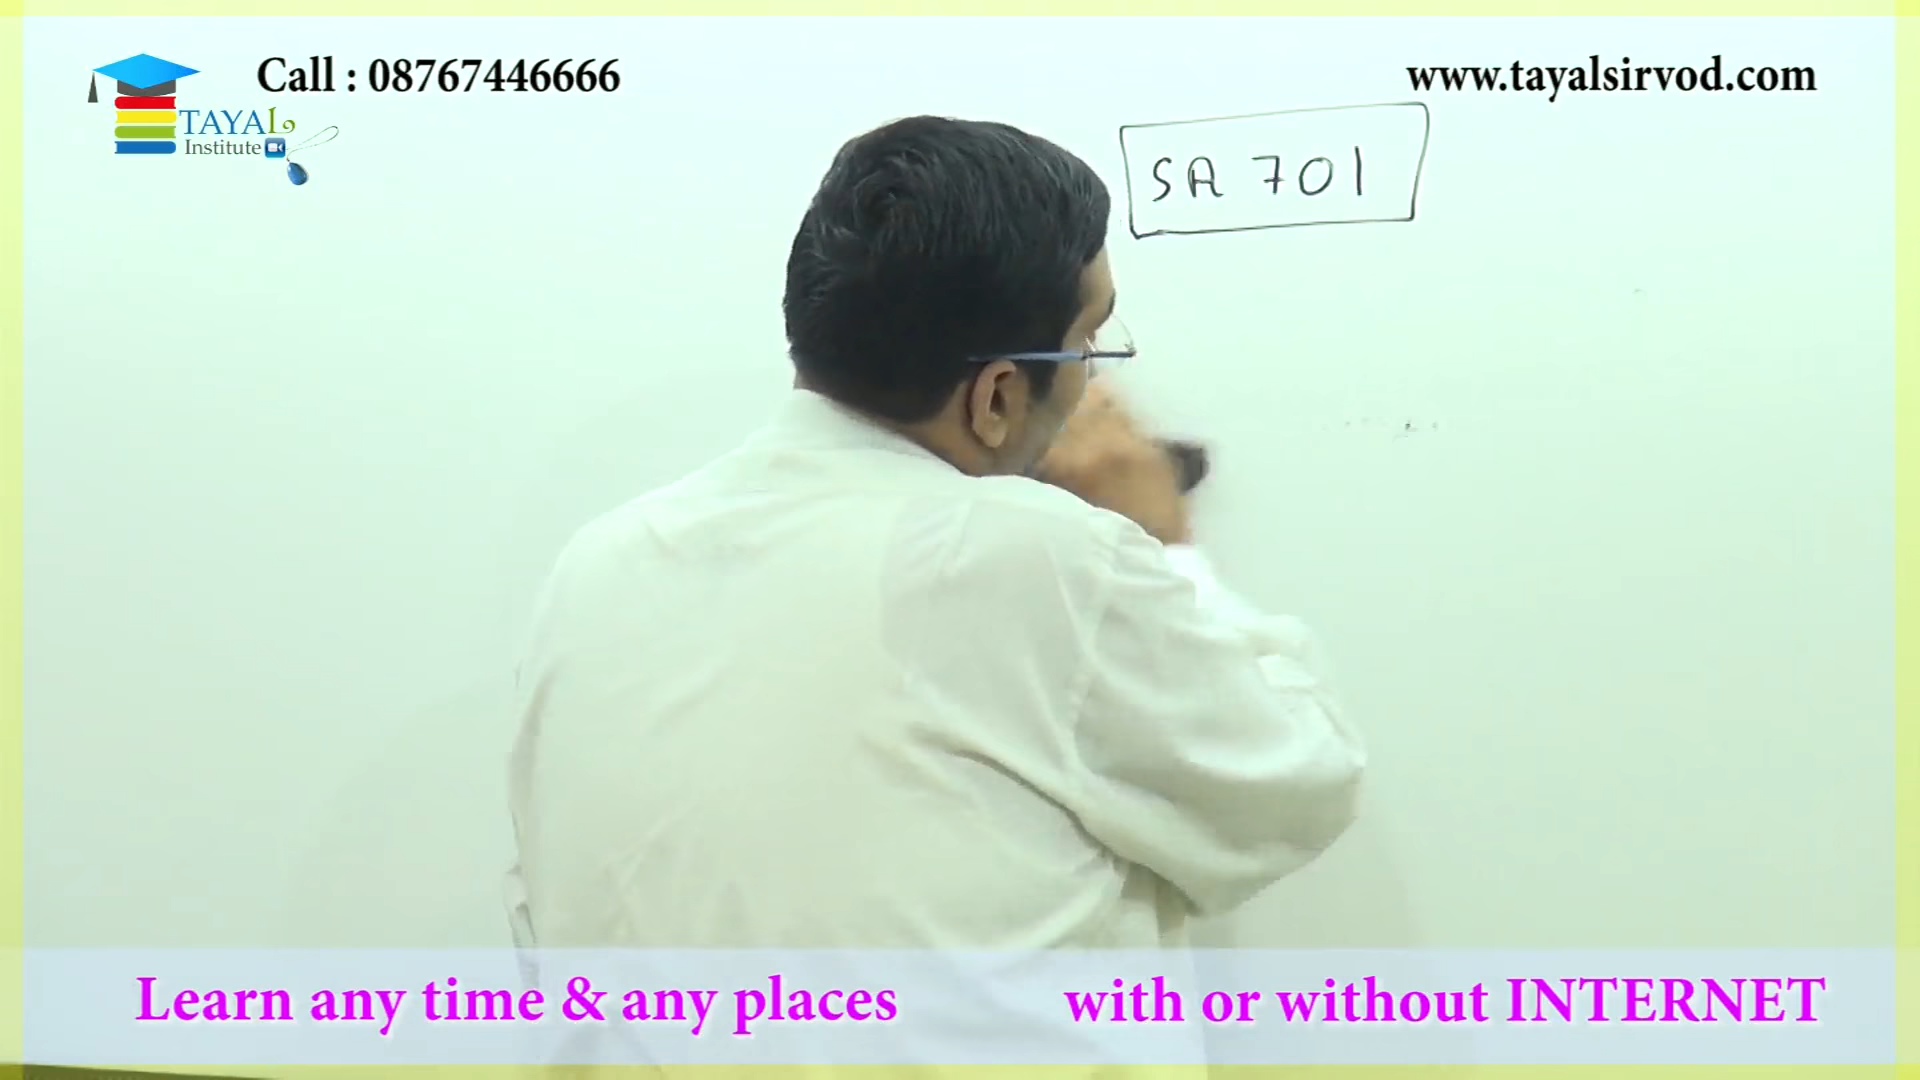 Call : 08767446666
www.tayalsirvod.com
TAYAL
Institute
SA 701
Learn any time & any places
with or without INTERNET